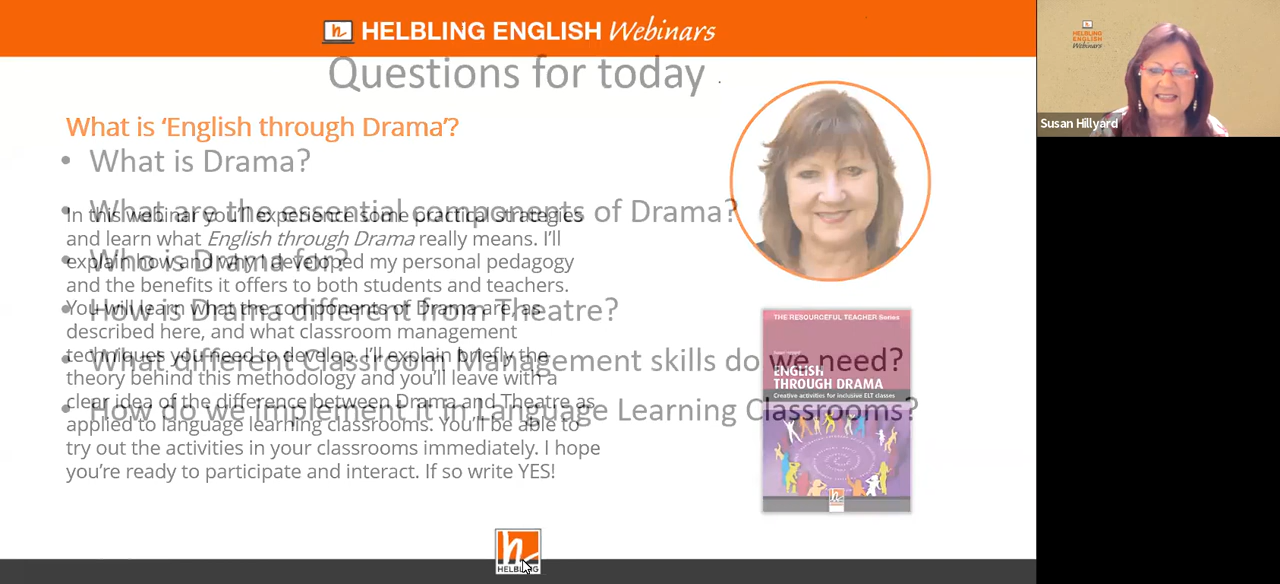 HELBLING ENGLISH Webinars
Questions for today
What is ‘English through Drama’?
• What is Drama?
• What are the essential components of Drama?
• Who is Drama for?
• How is Drama different from Theatre?
• What different Classroom Management skills do we need?
• How do we implement it in Language Learning Classrooms?
In this webinar you’ll experience some practical strategies
and learn what English through Drama really means. I’ll
explain how and why I developed my personal pedagogy
and the benefits it offers to both students and teachers.
You will learn what the components of Drama are, as
described here, and what classroom management
techniques you need to develop. I’ll explain briefly the
theory behind this methodology and you’ll leave with a
clear idea of the difference between Drama and Theatre as
applied to language learning classrooms. You’ll be able to
try out the activities in your classrooms immediately. I hope
you’re ready to participate and interact. If so write YES!
THE RESOURCEFUL TEACHER Series
ENGLISH
THROUGH DRAMA
Creative activities for inclusive ELT classes
HELBLING
HELBLING
ENGLISH
Webinars
Susan Hillyard